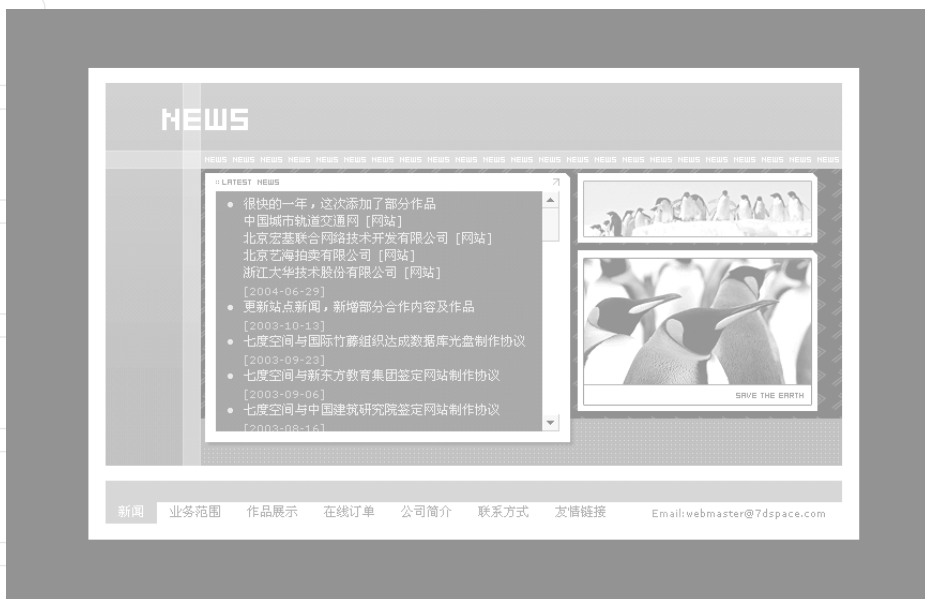 NEWS
NEWS NEWS NEWS NEWS NEWS NEWS NEWS NEWS NEWS NEWS NEWS NEWS NEWS NEWS NEWS NEWS NEWS NEWS NEWS NEWS NEWS NEWS NEWS
LATEST NEWS
很快的一年，这次添加了部分作品
中国城市轨道交通网 [网站]
北京宏基联合网络技术开发有限公司 [网站]
北京艺海拍卖有限公司 [网站]
浙江大华技术股份有限公司 [网站]
[2004-06-29]
更新站点新闻，新增部分合作内容及作品
[2003-10-13]
七度空间与国际竹藤组织达成数据库光盘制作协议
[2003-09-23]
七度空间与新东方教育集团签定网站制作协议
[2003-09-06]
七度空间与中国建筑研究院签定网站制作协议
[2003-08-16]
SAVE THE EARTH
新闻 业务范围 作品展示 在线订单 公司简介 联系方式 友情链接 Email:webmaster@7dspace.com